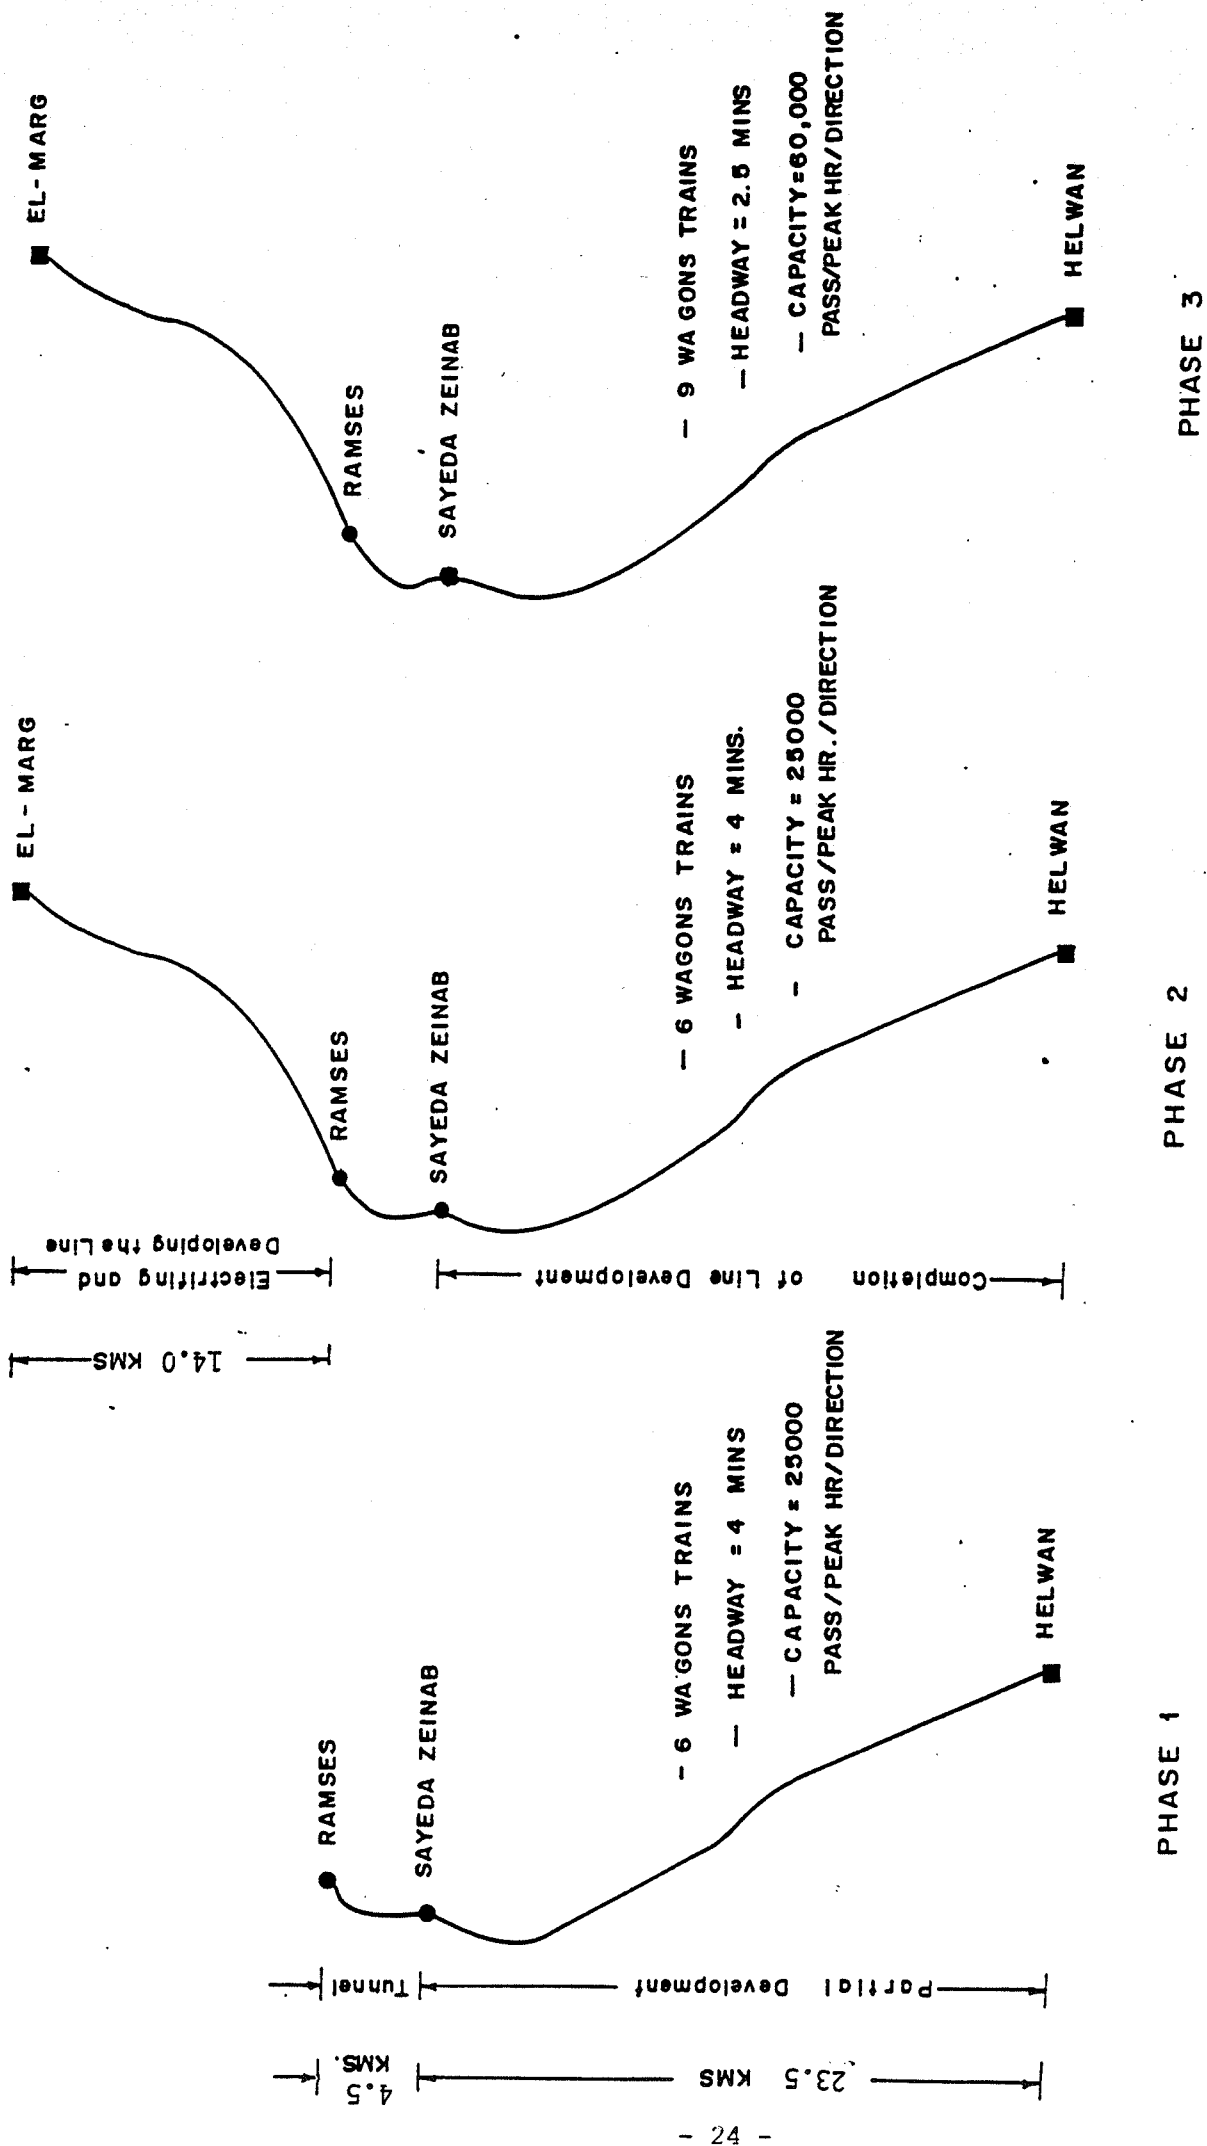 4.5
KMS.
23.5 KMS
Tunnel
Partial Development
RAMSES
SAYEDA ZEINAB
HELWAN
- 6 WAGONS TRAINS
- HEADWAY = 4 MINS
- CAPACITY = 25000
PASS/PEAK HR/DIRECTION
PHASE 1
14.0 KMS
Electrifing and
Developing the Line
Completion of Line Development
EL-MARG
RAMSES
SAYEDA ZEINAB
HELWAN
- 6 WAGONS TRAINS
- HEADWAY = 4 MINS.
- CAPACITY = 25000
PASS/PEAK HR./DIRECTION
PHASE 2
EL-MARG
RAMSES
SAYEDA ZEINAB
HELWAN
- 9 WAGONS TRAINS
- HEADWAY = 2.5 MINS
- CAPACITY=60,000
PASS/PEAK HR/DIRECTION
PHASE 3
- 24 -